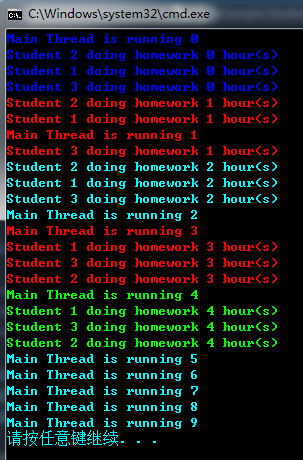 C:\Windows\system32\cmd.exe
Main Thread is running 0
Student 2 doing homework 0 hour(s)
Student 1 doing homework 0 hour(s)
Student 3 doing homework 0 hour(s)
Student 2 doing homework 1 hour(s)
Student 1 doing homework 1 hour(s)
Main Thread is running 1
Student 3 doing homework 1 hour(s)
Student 2 doing homework 2 hour(s)
Student 1 doing homework 2 hour(s)
Student 3 doing homework 2 hour(s)
Main Thread is running 2
Main Thread is running 3
Student 1 doing homework 3 hour(s)
Student 3 doing homework 3 hour(s)
Student 2 doing homework 3 hour(s)
Main Thread is running 4
Student 1 doing homework 4 hour(s)
Student 3 doing homework 4 hour(s)
Student 2 doing homework 4 hour(s)
Main Thread is running 5
Main Thread is running 6
Main Thread is running 7
Main Thread is running 8
Main Thread is running 9
请按任意键继续. . .